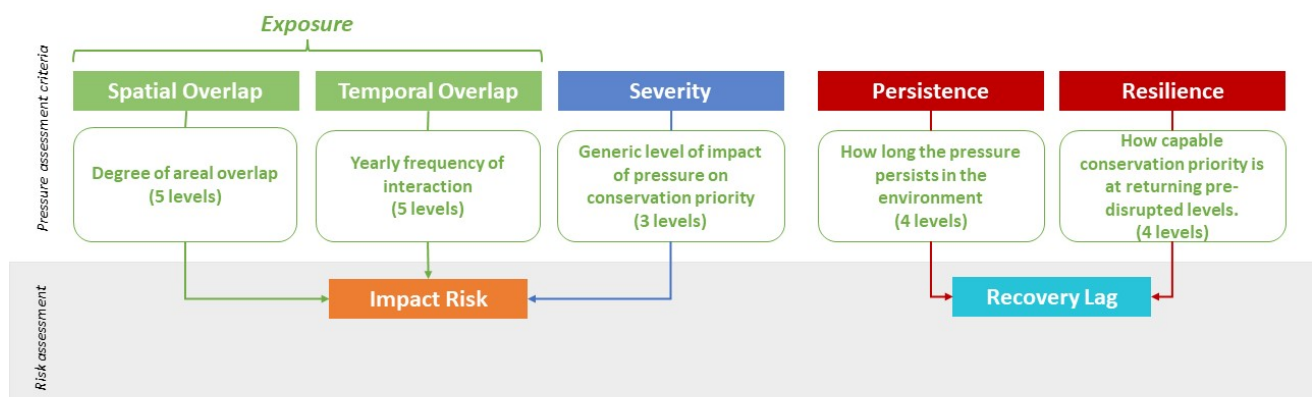 Exposure
Pressure assessment criteria
Spatial Overlap
Temporal Overlap
Severity
Persistence
Resilience
Degree of areal overlap
(5 levels)
Yearly frequency of
interaction
(5 levels)
Generic level of impact
of pressure on
conservation priority
(3 levels)
How long the pressure
persists in the
environment
(4 levels)
How capable
conservation priority is
at returning pre-
disrupted levels.
(4 levels)
Risk assessment
Impact Risk
Recovery Lag